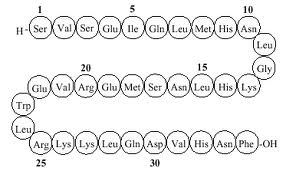 1 5 10
H- Ser Val Ser Glu Ile Gln Leu Met His Asn
Leu
Gly
20 15
Glu Val Arg Glu Met Ser Asn Leu His Lys
Trp
Leu
Arg Lys Lys Leu Gln Asp Val His Asn Phe -OH
25 30